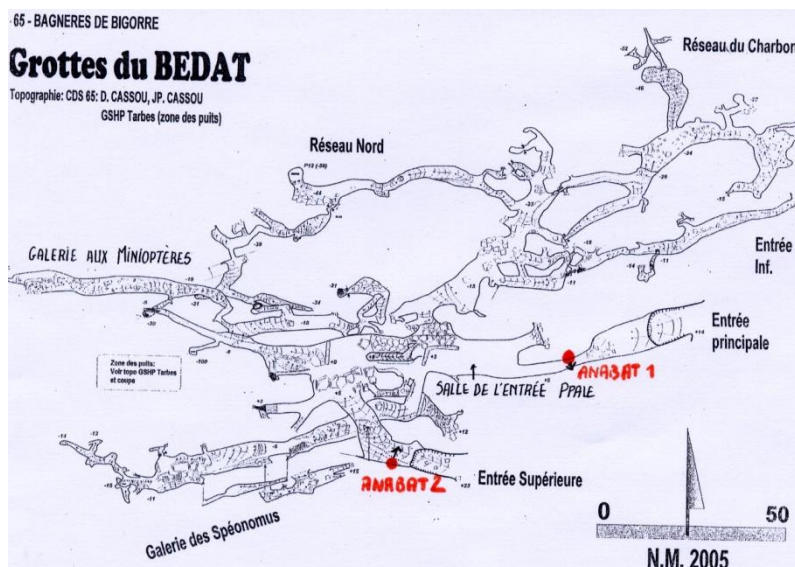 65 - BAGNERES DE BIGORRE
Grottes du BEDAT
Topographie: CDS 65: D. CASSOU, JP. CASSOU
GSHP Tarbes (zone des puits)
Réseau du Charbon
Réseau Nord
GALERIE AUX MINIOPTÈRES
Entrée
Inf.
Entrée
principale
Zone des puits:
Voir topo GSHP Tarbes
et coupe
SALLE DE L'ENTRÉE PPALE
ANABAT 1
ANABAT 2
Entrée Supérieure
Galerie des Spéonomus
0
50
N.M. 2005